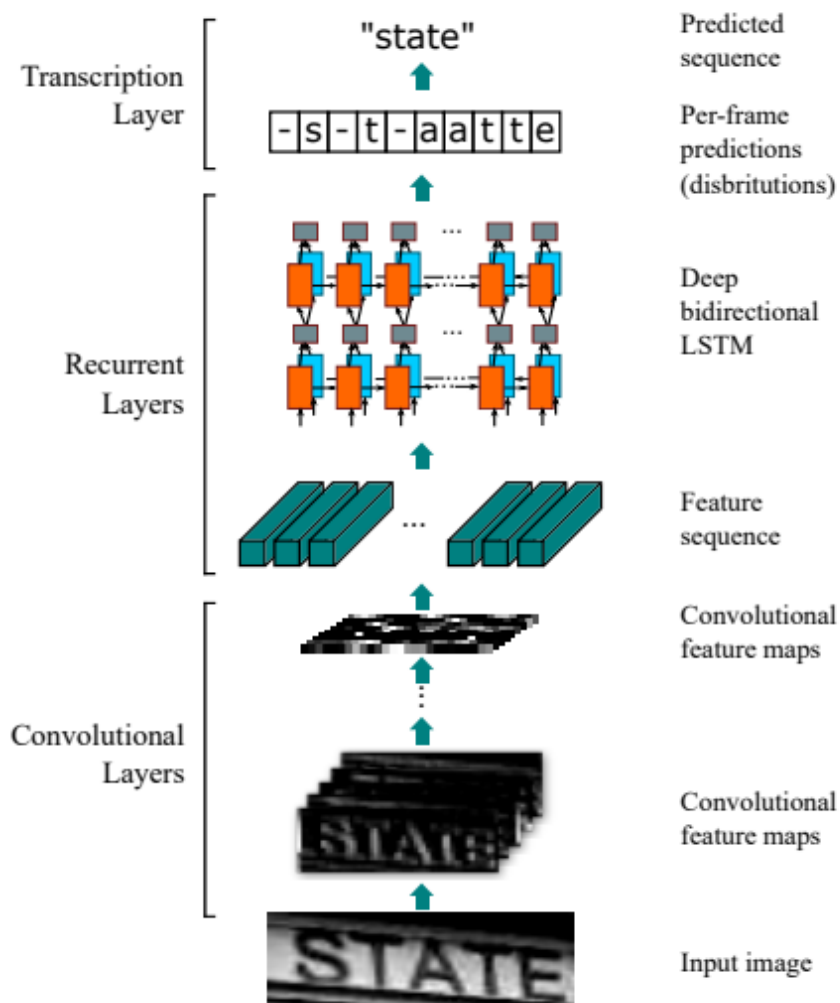 "state"
Predicted
sequence
Transcription
Layer
- s - t - a a t t e
Per-frame
predictions
(disbritutions)
...
...
Deep
bidirectional
LSTM
Recurrent
Layers
...
Feature
sequence
Convolutional
feature maps
Convolutional
Layers
STATE
Convolutional
feature maps
STATE
Input image